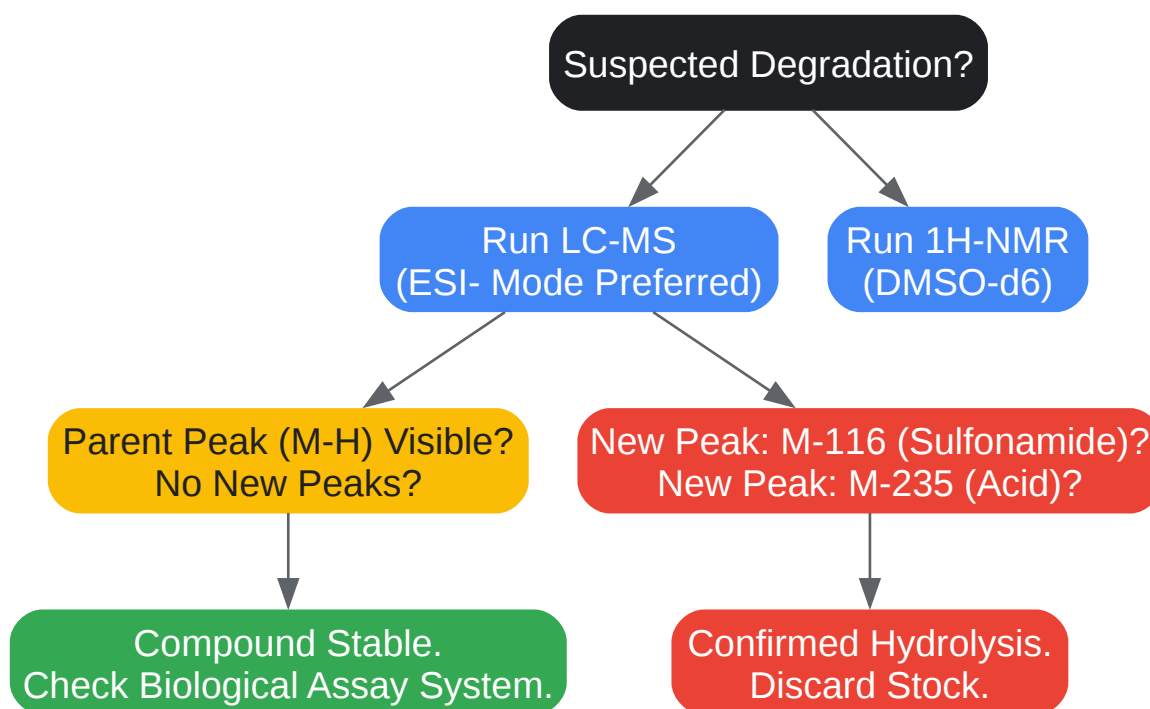 Suspected Degradation?
Run LC-MS
(ESI- Mode Preferred)
Run 1H-NMR
(DMSO-d6)
Parent Peak (M-H) Visible?
No New Peaks?
New Peak: M-116 (Sulfonamide)?
New Peak: M-235 (Acid)?
Compound Stable.
Check Biological Assay System.
Confirmed Hydrolysis.
Discard Stock.